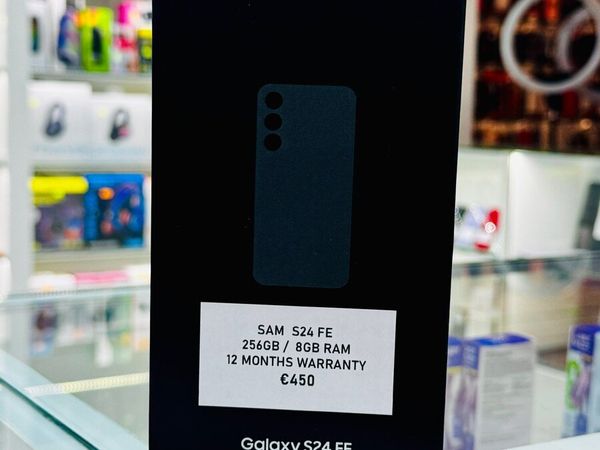 SAM S24 FE
256GB / 8GB RAM
12 MONTHS WARRANTY
€450
Galaxy S24 FE